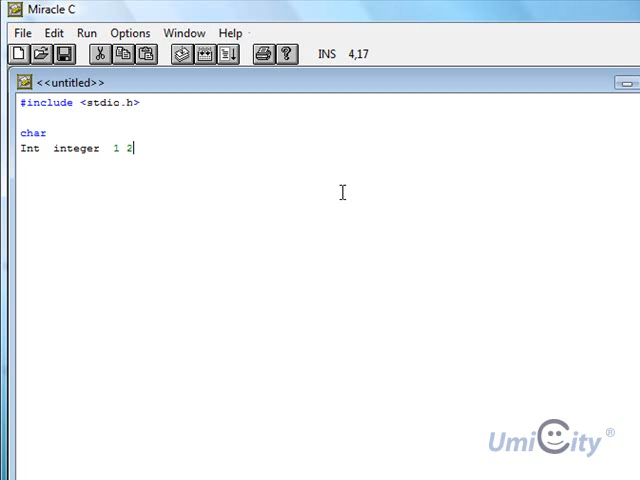 Miracle C
File Edit Run Options Window Help
INS 4,17
<<untitled>>
#include <stdio.h>
char
Int integer 1 2
UmiCity ®